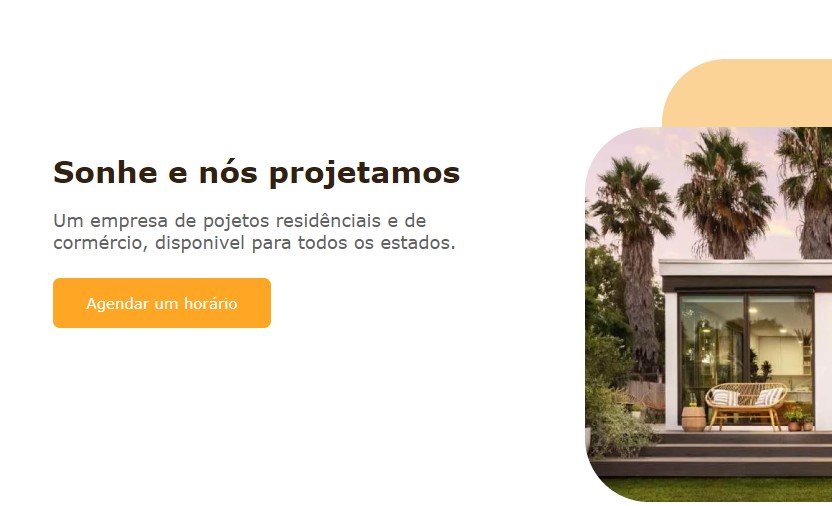 Sonhe e nós projetamos
Um empresa de pojetos residênciais e de
cormércio, disponivel para todos os estados.
Agendar um horário